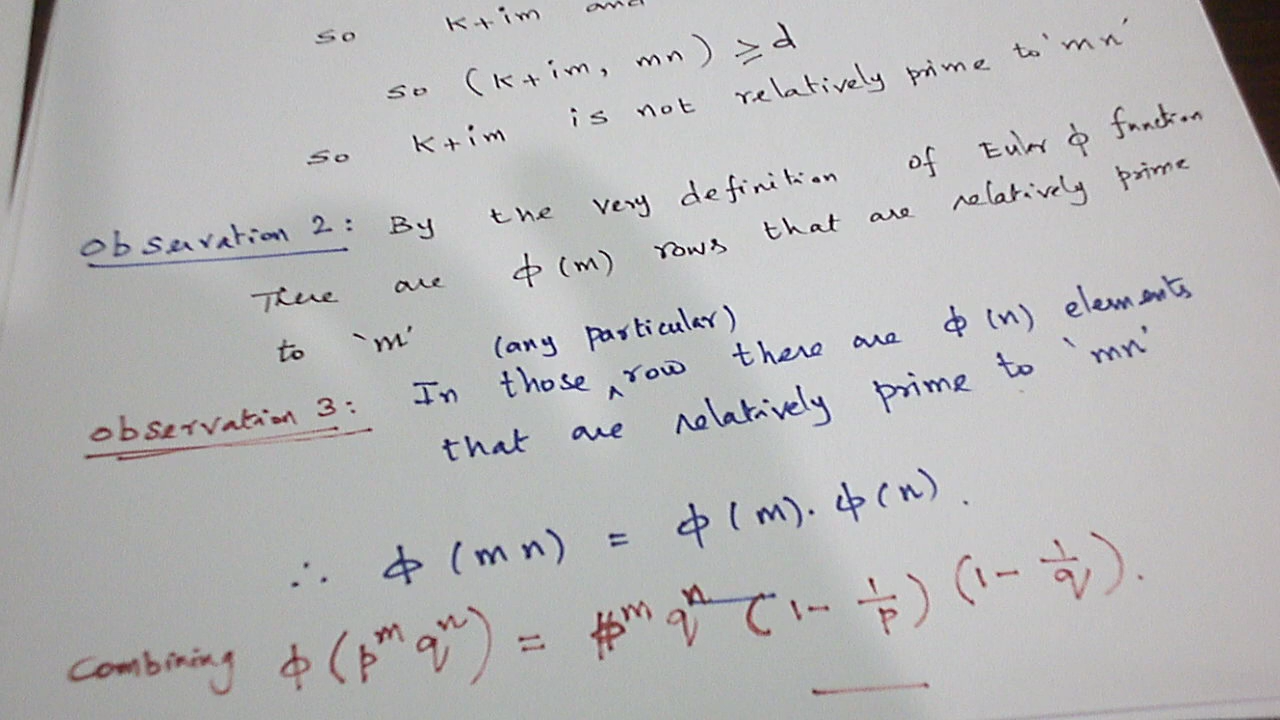 so k+im and
so (k+im, mn) ≥ d
so k+im is not relatively prime to 'mn'
Observation 2: By the very definition of Euler ϕ function
There are ϕ(m) rows that are relatively prime
to 'm'
(any particular)
Observation 3: In those ^ row there are ϕ(n) elements
that are relatively prime to 'mn'
∴ ϕ(mn) = ϕ(m). ϕ(n).
Combining ϕ(p^m q^n) = p^m q^n (1 - 1/p) (1 - 1/q).